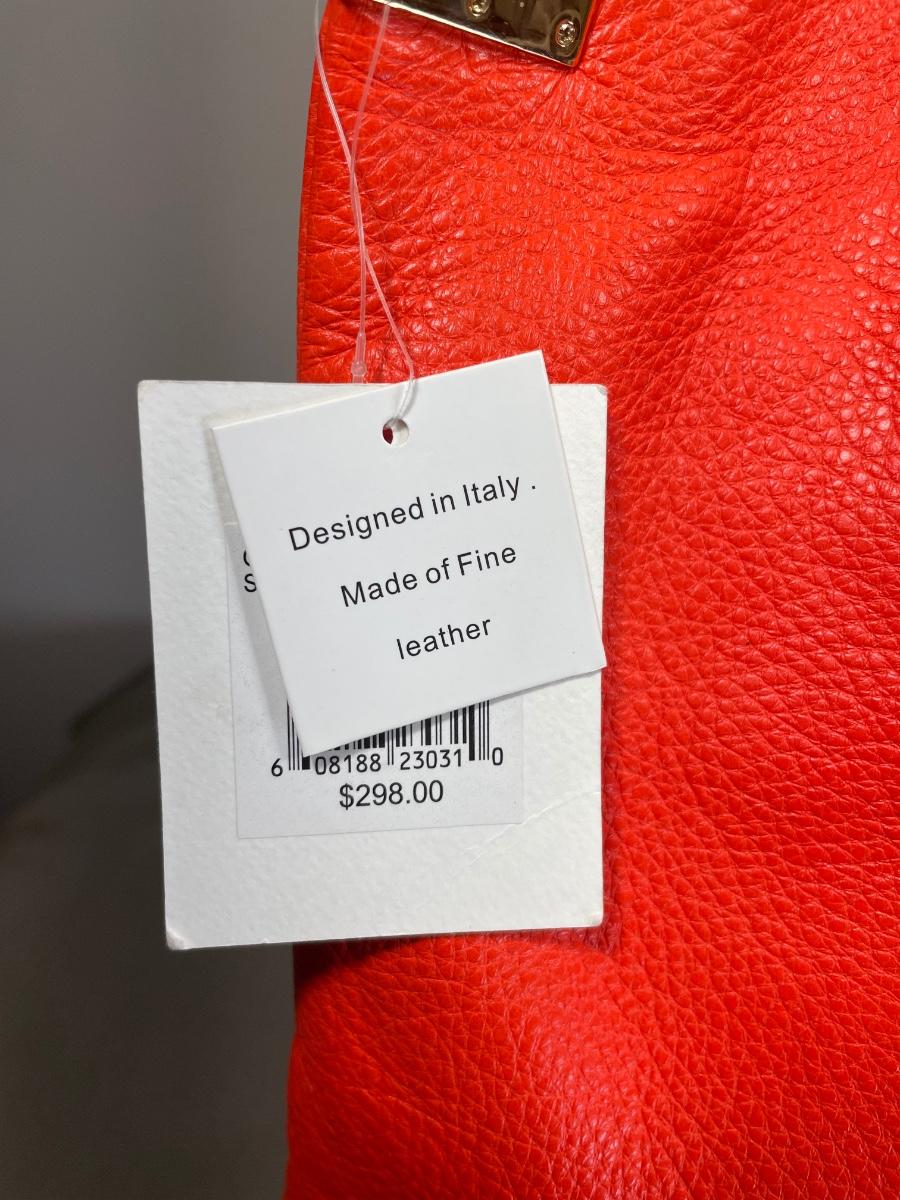 Designed in Italy .
Made of Fine
leather
6 08188 23031 0
$298.00